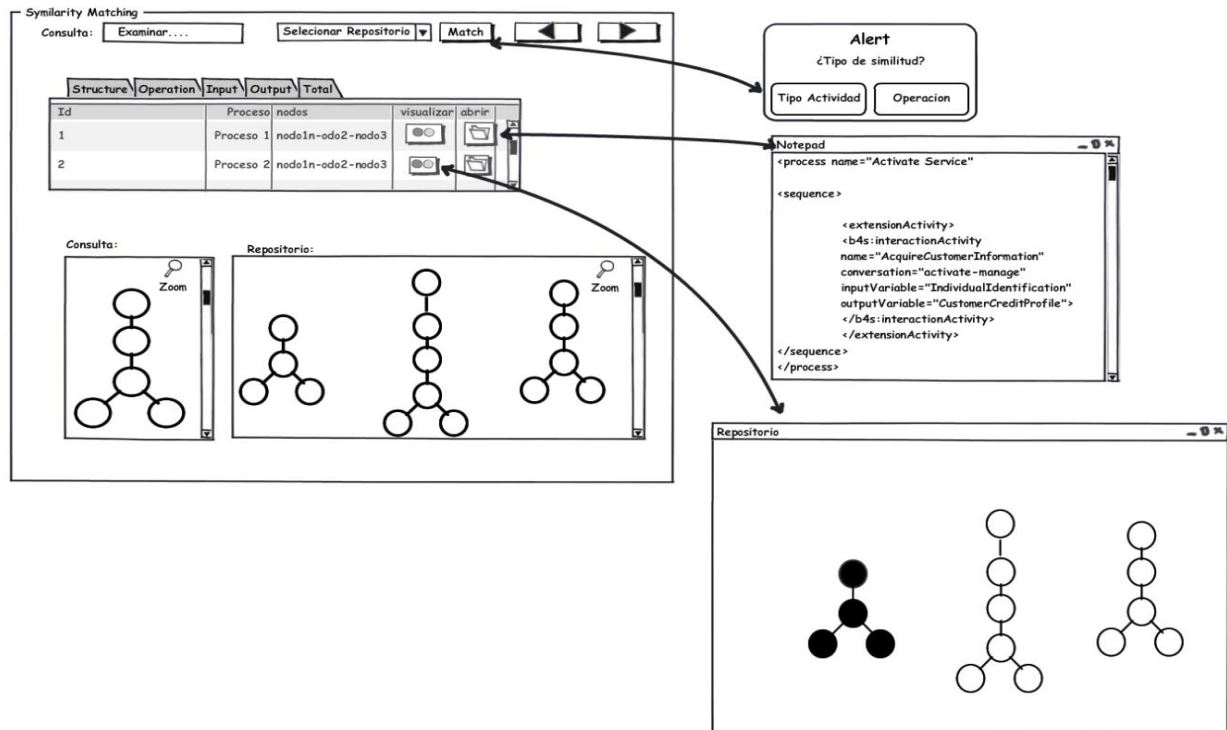 Symilarity Matching
Consulta: Examinar.... Selecionar Repositorio Match
Structure Operation Input Output Total
Id Proceso nodos visualizar abrir
1 Proceso 1 nodo1n-odo2-nodo3
2 Proceso 2 nodo1n-odo2-nodo3
Consulta:
Zoom
Repositorio:
Zoom
Alert
¿Tipo de similitud?
Tipo Actividad Operacion
Notepad
<process name="Activate Service"
<sequence>
<extensionActivity>
<b4s:interactionActivity
name="AcquireCustomerInformation"
conversation="activate-manage"
inputVariable="IndividualIdentification"
outputVariable="CustomerCreditProfile">
</b4s:interactionActivity>
</extensionActivity>
</sequence>
</process>
Repositorio